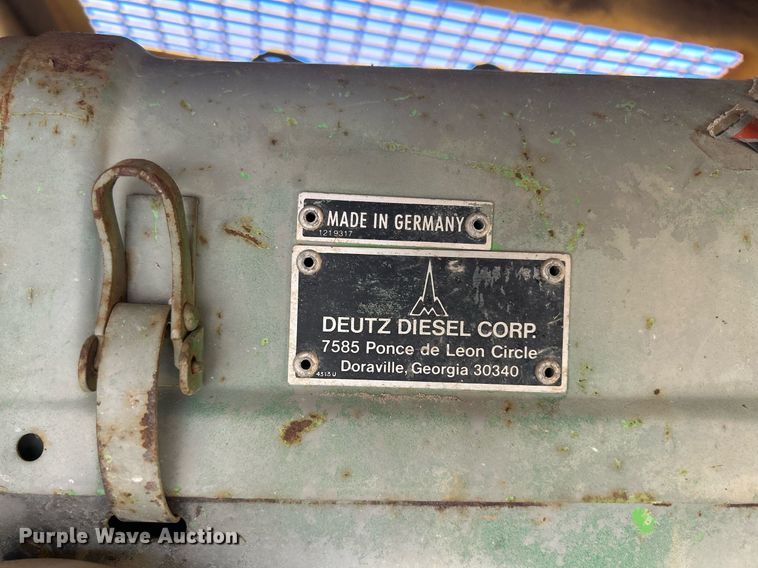 MADE IN GERMANY
1219317
DEUTZ DIESEL CORP.
7585 Ponce de Leon Circle
Doraville, Georgia 30340
Purple Wave Auction